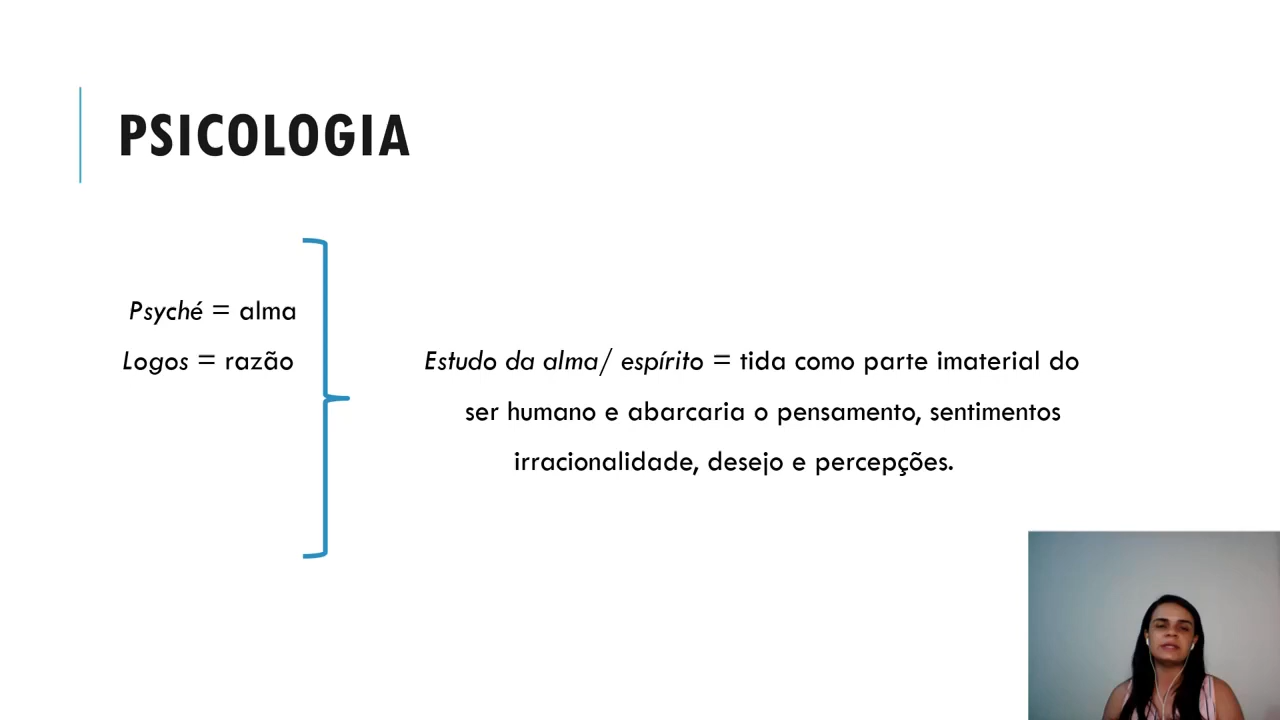 PSICOLOGIA
Psyché = alma
Logos = razão
Estudo da alma/ espírito = tida como parte imaterial do
ser humano e abarcaria o pensamento, sentimentos
irracionalidade, desejo e percepções.